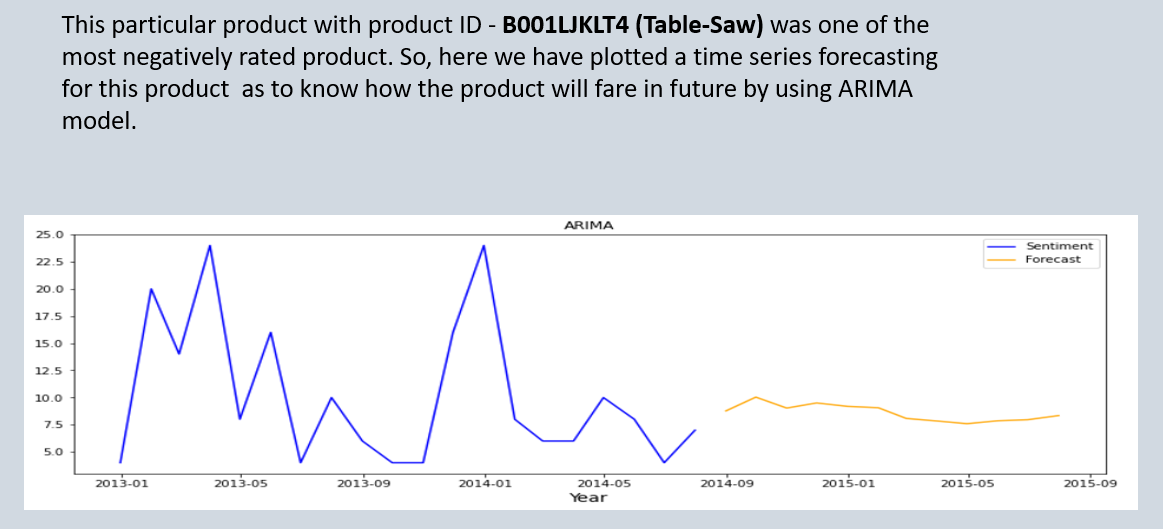 This particular product with product ID - B001LJKLT4 (Table-Saw) was one of the
most negatively rated product. So, here we have plotted a time series forecasting
for this product  as to know how the product will fare in future by using ARIMA
model.
ARIMA
25.0
22.5
20.0
17.5
15.0
12.5
10.0
7.5
5.0
Sentiment
Forecast
2013-01 2013-05 2013-09 2014-01 2014-05 2014-09 2015-01 2015-05 2015-09
Year